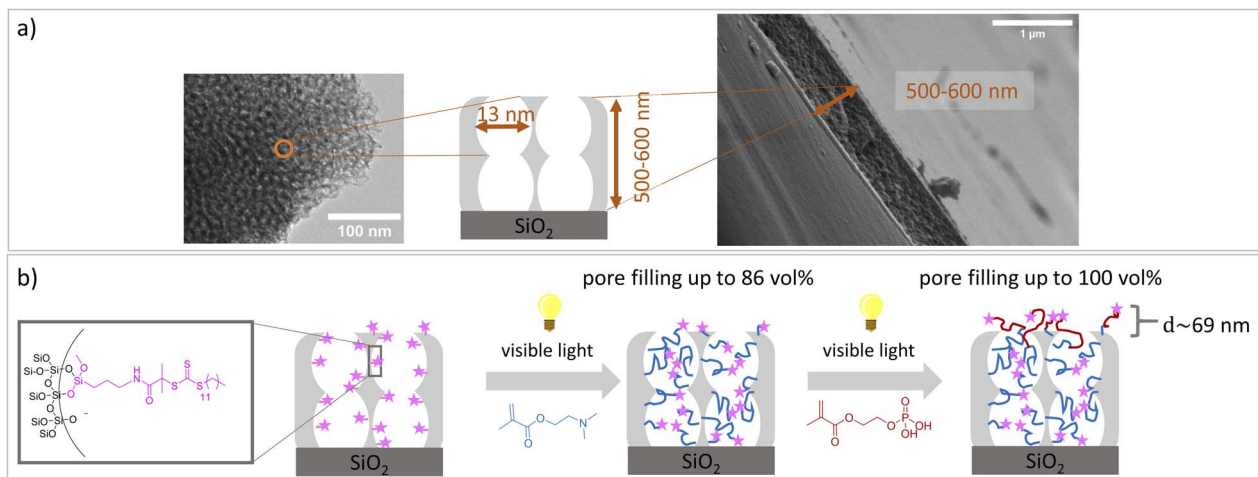 a)
1 µm
500-600 nm
13 nm
500-600 nm
100 nm
SiO₂
b)
pore filling up to 86 vol%
pore filling up to 100 vol%
d~69 nm
visible light
visible light
SiO
Si-O
SiO
Si-O
SiO
SiO
Si
O
Si
O
Si-O
-
O
Si
O
H
N
O
S
S
S
11
O
O
N
O
O
O
P
O
OH
OH
SiO₂
SiO₂
SiO₂